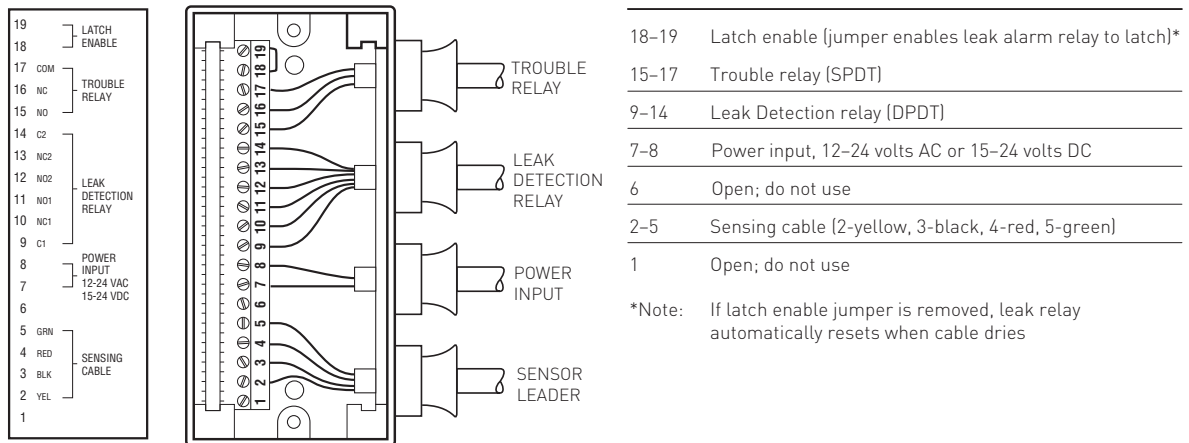 19
18
LATCH
ENABLE
17 COM
16 NC
15 NO
TROUBLE
RELAY
14 C2
13 NC2
12 NO2
11 NO1
10 NC1
9 C1
LEAK
DETECTION
RELAY
8
7
POWER
INPUT
12-24 VAC
15-24 VDC
6
5 GRN
4 RED
3 BLK
2 YEL
SENSING
CABLE
1
19
18
17
16
15
14
13
12
11
10
9
8
7
6
5
4
3
2
1
TROUBLE
RELAY
LEAK
DETECTION
RELAY
POWER
INPUT
SENSOR
LEADER
18–19 Latch enable (jumper enables leak alarm relay to latch)*
15–17 Trouble relay (SPDT)
9–14 Leak Detection relay (DPDT)
7–8 Power input, 12–24 volts AC or 15–24 volts DC
6 Open; do not use
2–5 Sensing cable (2-yellow, 3-black, 4-red, 5-green)
1 Open; do not use
*Note: If latch enable jumper is removed, leak relay
automatically resets when cable dries